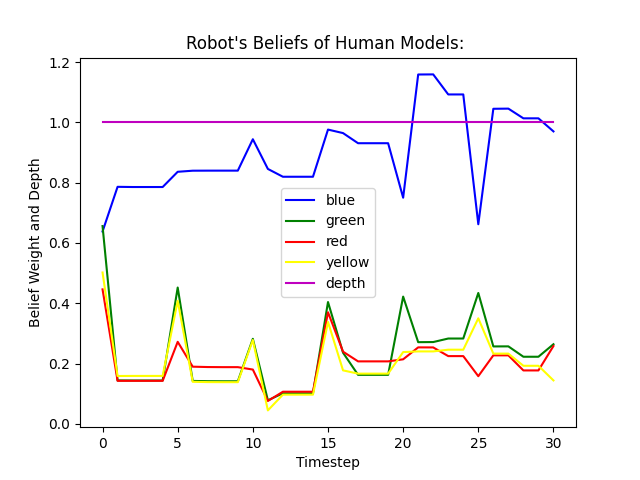 Robot's Beliefs of Human Models:
Belief Weight and Depth
1.2
1.0
0.8
0.6
0.4
0.2
0.0
blue
green
red
yellow
depth
0 5 10 15 20 25 30
Timestep